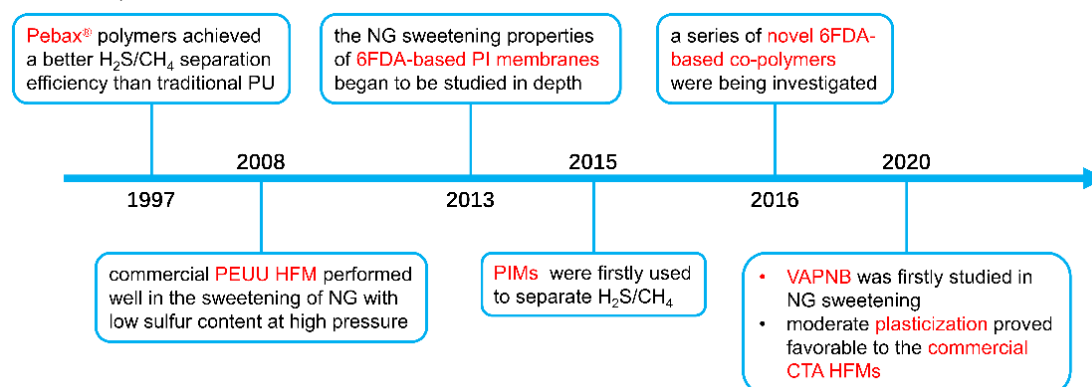 Pebax® polymers achieved
a better H₂S/CH₄ separation
efficiency than traditional PU
the NG sweetening properties
of 6FDA-based PI membranes
began to be studied in depth
a series of novel 6FDA-
based co-polymers
were being investigated
2008
2015
2020
1997
2013
2016
commercial PEUU HFM performed
well in the sweetening of NG with
low sulfur content at high pressure
PIMs were firstly used
to separate H₂S/CH₄
• VAPNB was firstly studied in
NG sweetening
• moderate plasticization proved
favorable to the commercial
CTA HFMs